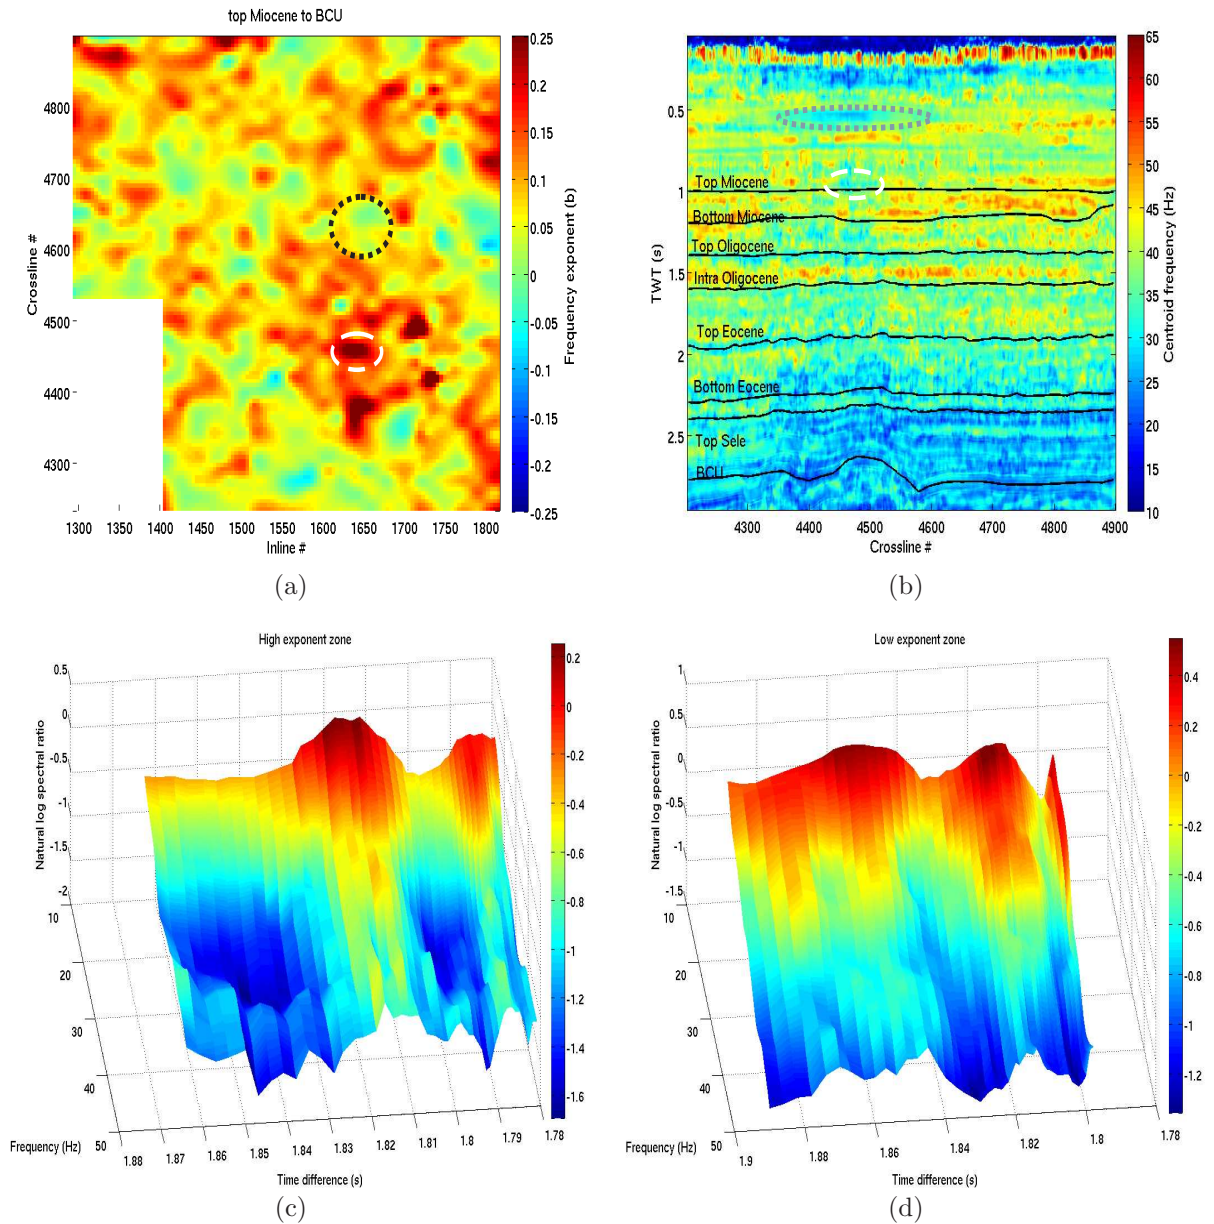 top Miocene to BCU
Crossline #
4800
4700
4600
4500
4400
4300
1300 1350 1400 1450 1500 1550 1600 1650 1700 1750 1800
Inline #
0.25
0.2
0.15
0.1
0.05
0
-0.05
-0.1
-0.15
-0.2
-0.25
Frequency exponent (b)
(a)
TWT (s)
0.5
1
1.5
2
2.5
Top Miocene
Bottom Miocene
Top Oligocene
Intra Oligocene
Top Eocene
Bottom Eocene
Top Sele
BCU
4300 4400 4500 4600 4700 4800 4900
Crossline #
65
60
55
50
45
40
35
30
25
20
15
10
Centroid frequency (Hz)
(b)
High exponent zone
Natural log spectral ratio
0.5
0
-0.5
-1
-1.5
-2
10
20
30
40
50
Frequency (Hz)
1.88 1.87 1.86 1.85 1.84 1.83 1.82 1.81 1.8 1.79 1.78
Time difference (s)
0.2
0
-0.2
-0.4
-0.6
-0.8
-1
-1.2
-1.4
-1.6
(c)
Low exponent zone
Natural log spectral ratio
1
0.5
0
-0.5
-1
-1.5
10
20
30
40
50
Frequency (Hz)
1.9 1.88 1.86 1.84 1.82 1.8 1.78
Time difference (s)
0.4
0.2
0
-0.2
-0.4
-0.6
-0.8
-1
-1.2
(d)